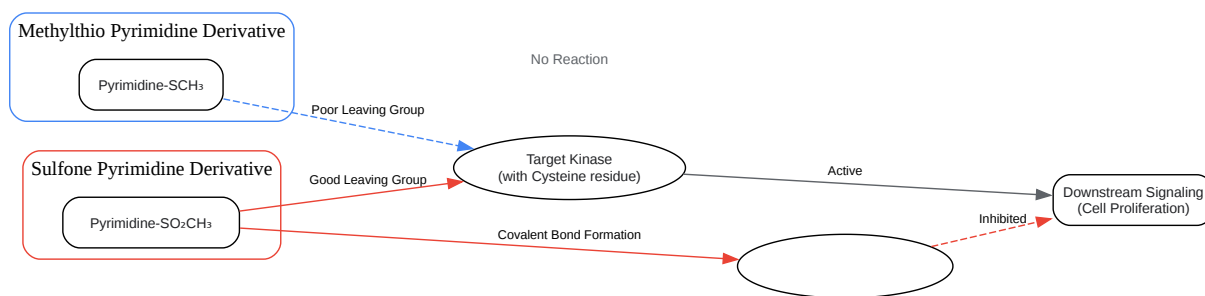 Methylthio Pyrimidine Derivative
Pyrimidine-SCH₃
No Reaction
Poor Leaving Group
Sulfone Pyrimidine Derivative
Pyrimidine-SO₂CH₃
Good Leaving Group
Target Kinase
(with Cysteine residue)
Covalent Bond Formation
Active
Inhibited
Downstream Signaling
(Cell Proliferation)